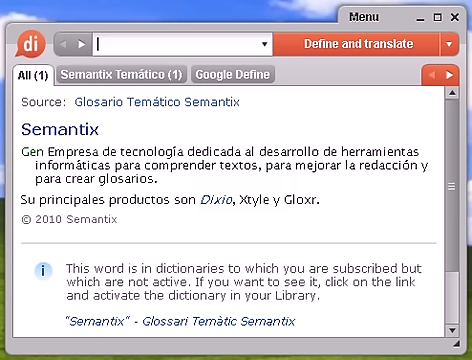 Menu
di
Define and translate
All (1)
Semantix Temático (1)
Google Define
Source: Glosario Temático Semantix
Semantix
Gen Empresa de tecnología dedicada al desarrollo de herramientas
informáticas para comprender textos, para mejorar la redacción y
para crear glosarios.
Su principales productos son Dixio, Xtyle y Gloxr.
© 2010 Semantix
i
This word is in dictionaries to which you are subscribed but
which are not active. If you want to see it, click on the link
and activate the dictionary in your Library.
"Semantix" - Glossari Temàtic Semantix